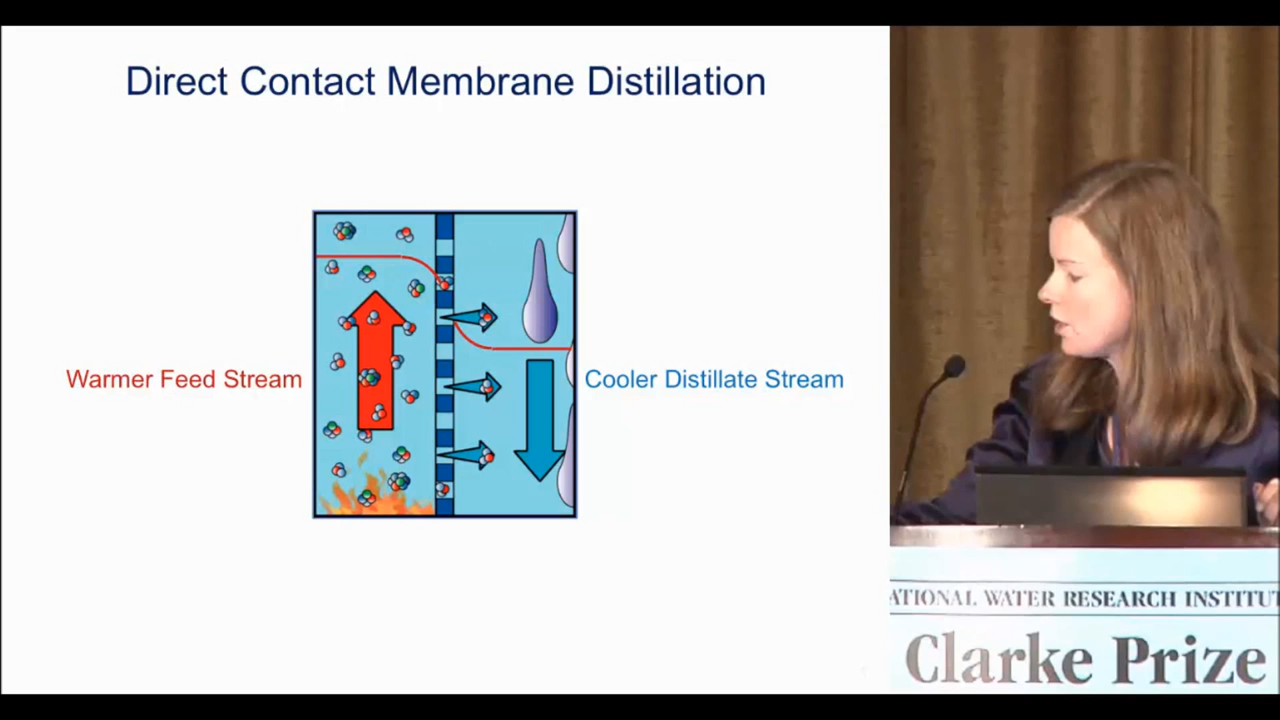 Direct Contact Membrane Distillation
Warmer Feed Stream
Cooler Distillate Stream
ATIONAL WATER RESEARCH INSTITUT
Clarke Prize